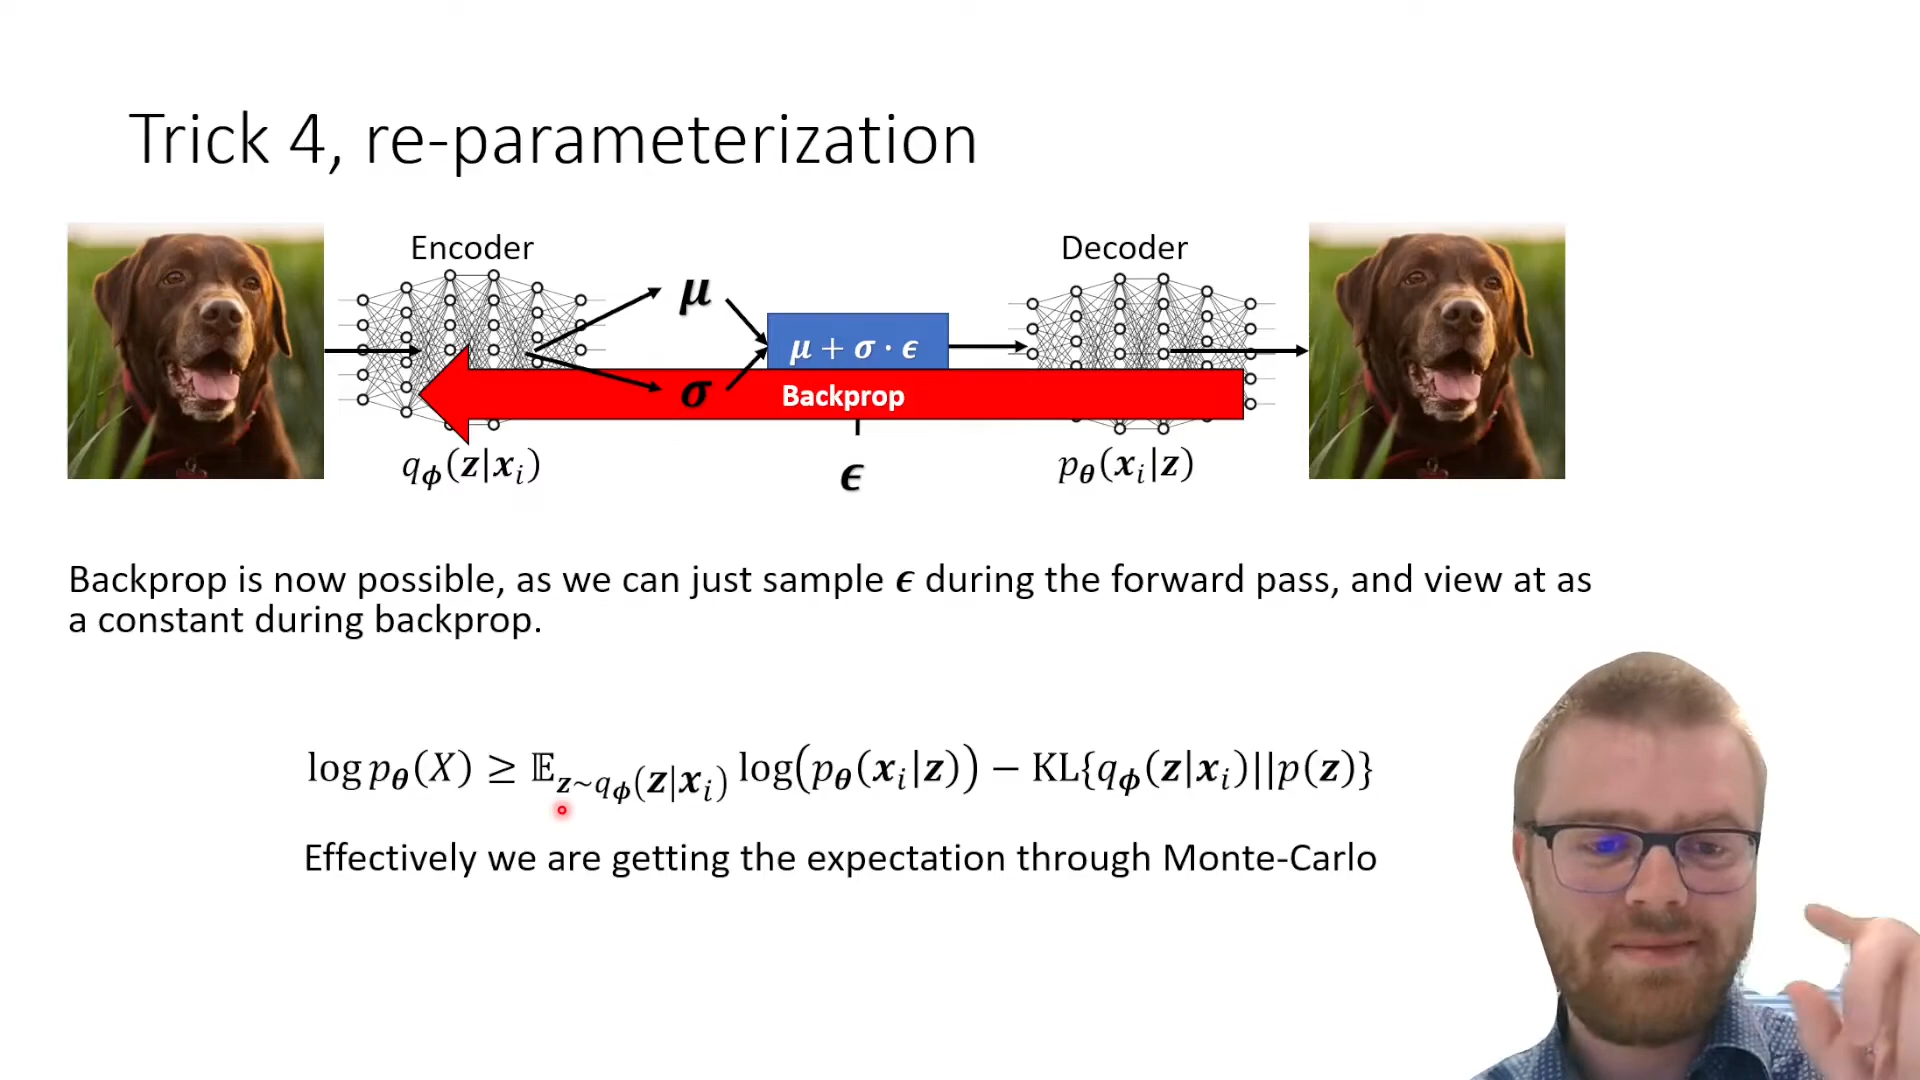 Trick 4, re-parameterization
Encoder
Decoder
μ
μ + σ · ϵ
σ
Backprop
q_ϕ(z|x_i)
ϵ
p_θ(x_i|z)
Backprop is now possible, as we can just sample ϵ during the forward pass, and view at as
a constant during backprop.
log p_θ(X) ≥ 𝔼_{z~q_ϕ(z|x_i)} log(p_θ(x_i|z)) − KL{q_ϕ(z|x_i)||p(z)}
Effectively we are getting the expectation through Monte-Carlo